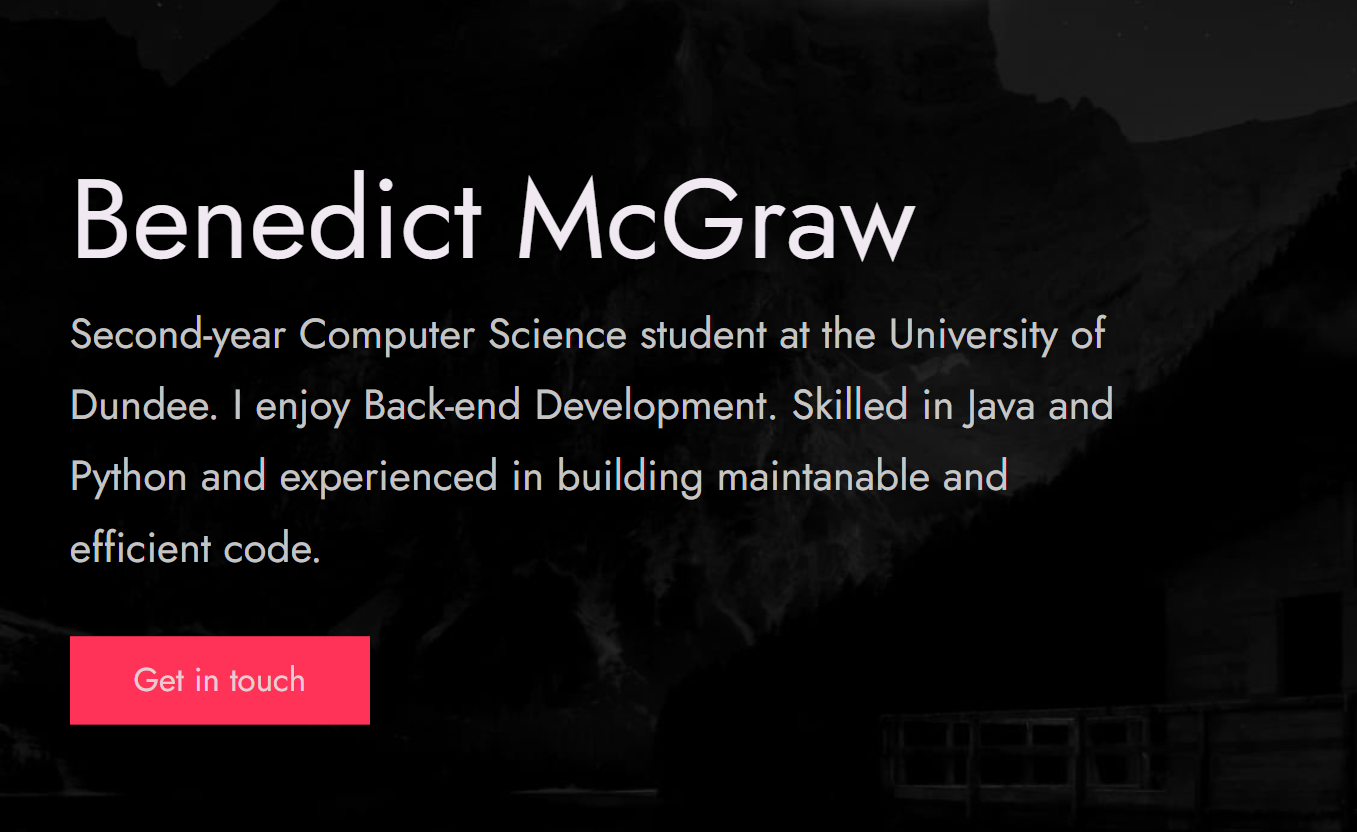 Benedict McGraw
Second-year Computer Science student at the University of
Dundee. I enjoy Back-end Development. Skilled in Java and
Python and experienced in building maintanable and
efficient code.
Get in touch